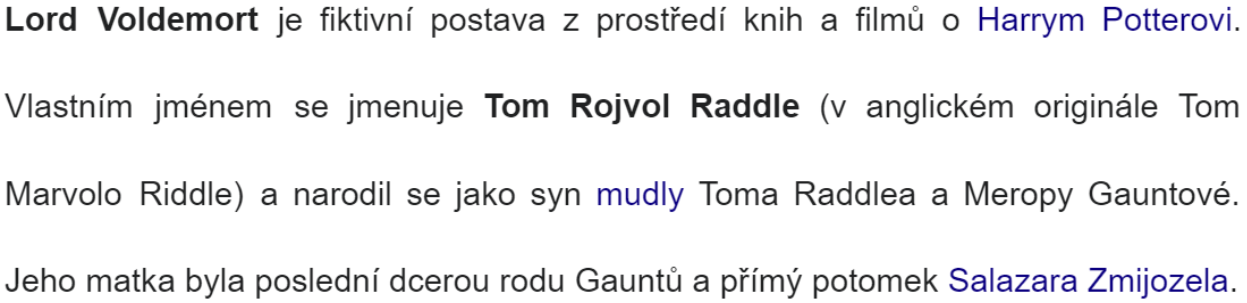 Lord Voldemort je fiktivní postava z prostředí knih a filmů o Harrym Potterovi.
Vlastním jménem se jmenuje Tom Rojvol Raddle (v anglickém originále Tom
Marvolo Riddle) a narodil se jako syn mudly Toma Raddlea a Meropy Gauntové.
Jeho matka byla poslední dcerou rodu Gauntů a přímý potomek Salazara Zmijozela.